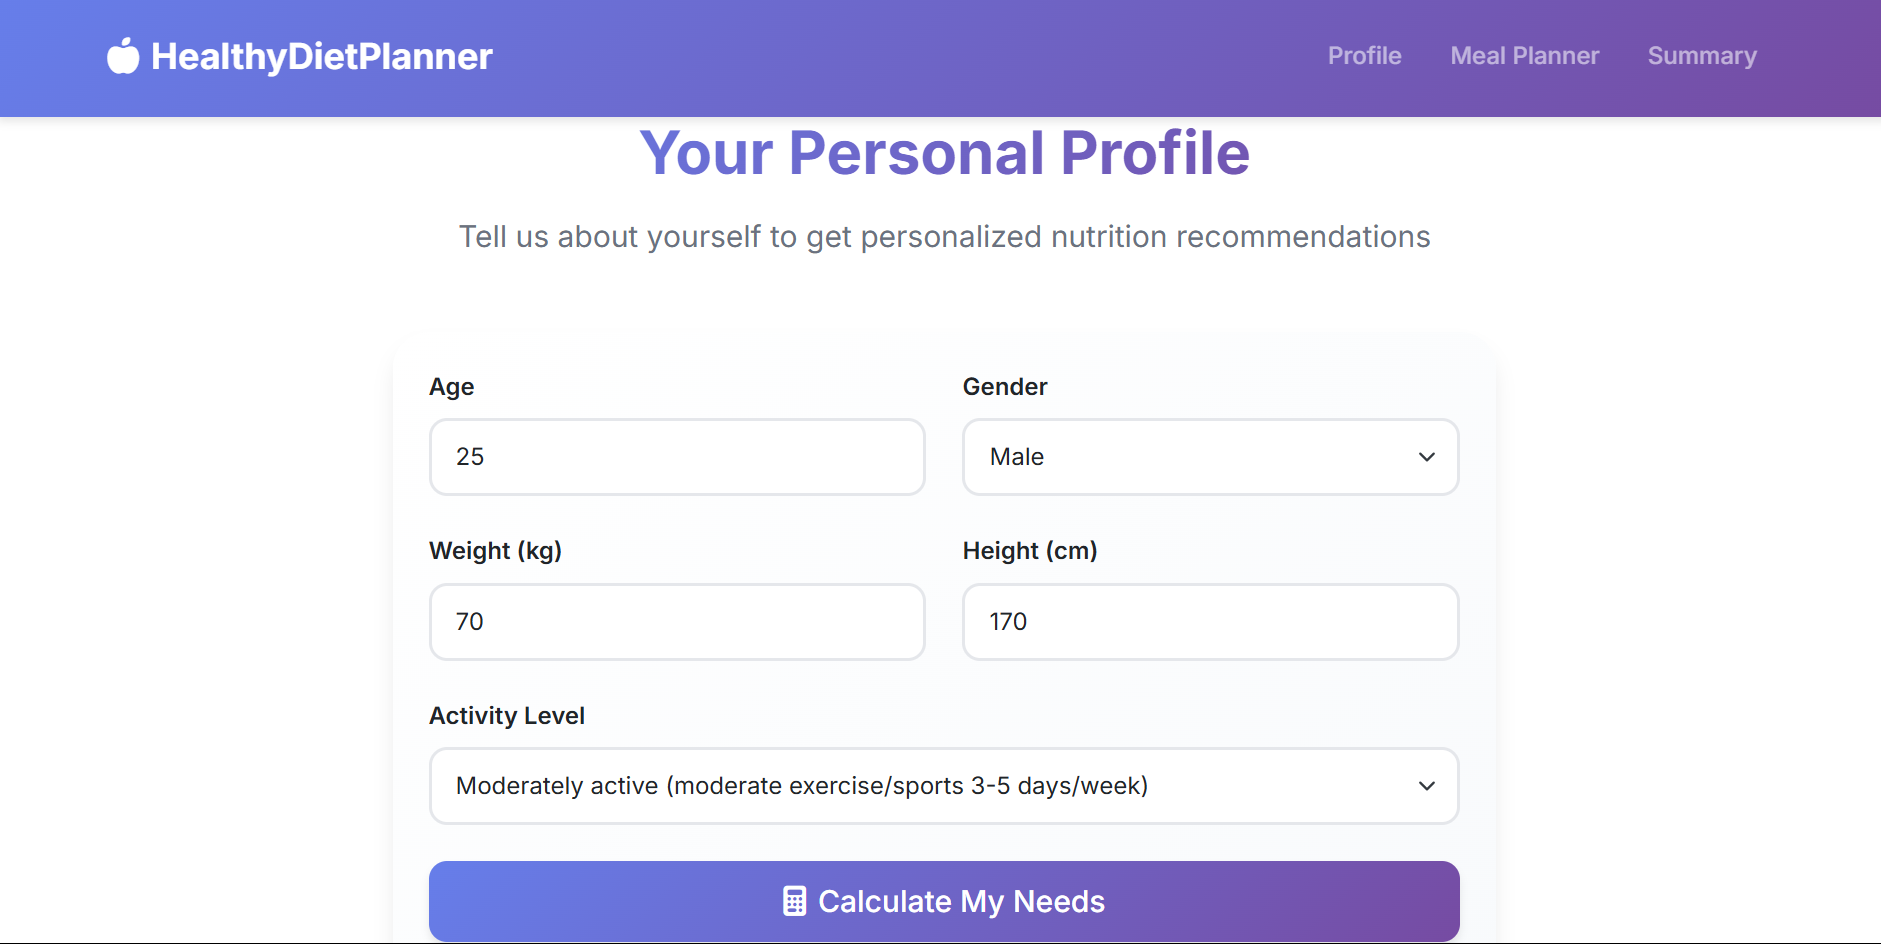 HealthyDietPlanner
Profile
Meal Planner
Summary
Your Personal Profile
Tell us about yourself to get personalized nutrition recommendations
Age
Gender
25
Male
Weight (kg)
Height (cm)
70
170
Activity Level
Moderately active (moderate exercise/sports 3-5 days/week)
Calculate My Needs